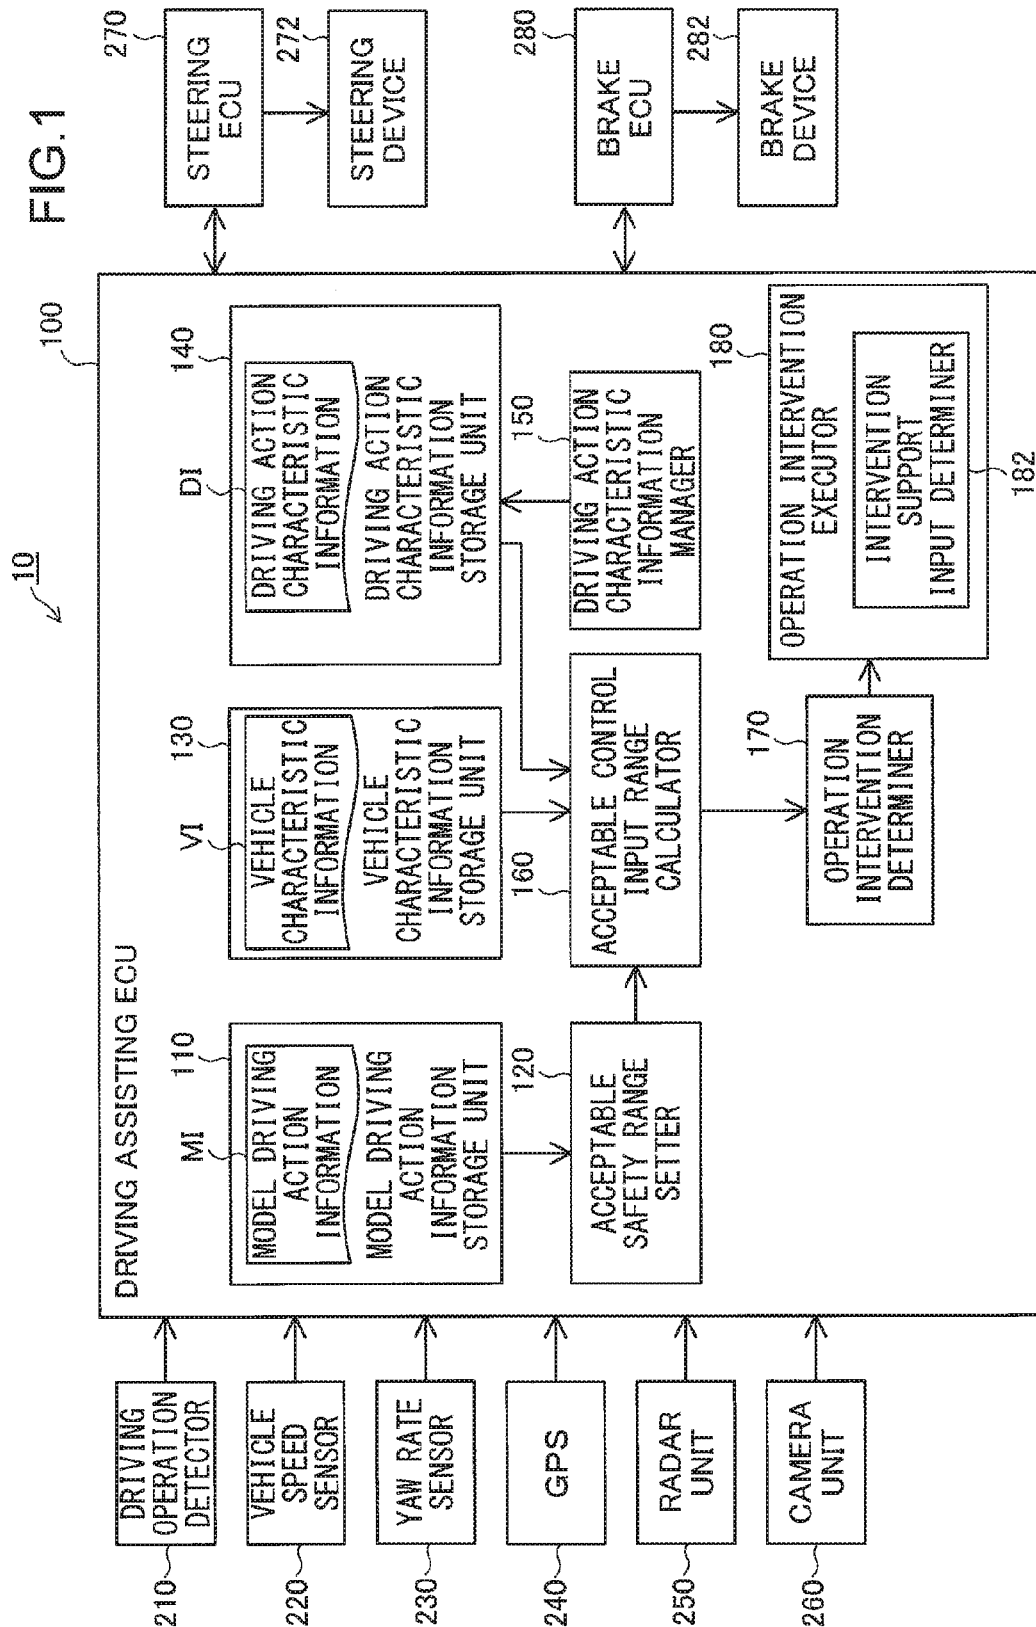 FIG.1
10
100
DRIVING ASSISTING ECU
210
DRIVING
OPERATION
DETECTOR
220
VEHICLE
SPEED
SENSOR
230
YAW RATE
SENSOR
240
GPS
250
RADAR
UNIT
260
CAMERA
UNIT
MI
110
MODEL DRIVING
ACTION
INFORMATION
MODEL DRIVING
ACTION
INFORMATION
STORAGE UNIT
VI
130
VEHICLE
CHARACTERISTIC
INFORMATION
VEHICLE
CHARACTERISTIC
INFORMATION
STORAGE UNIT
DI
140
DRIVING ACTION
CHARACTERISTIC
INFORMATION
DRIVING ACTION
CHARACTERISTIC
INFORMATION
STORAGE UNIT
120
ACCEPTABLE
SAFETY RANGE
SETTER
160
ACCEPTABLE CONTROL
INPUT RANGE
CALCULATOR
150
DRIVING ACTION
CHARACTERISTIC
INFORMATION
MANAGER
170
OPERATION
INTERVENTION
DETERMINER
180
OPERATION INTERVENTION
EXECUTOR
INTERVENTION
SUPPORT
INPUT DETERMINER
182
270
STEERING
ECU
272
STEERING
DEVICE
280
BRAKE
ECU
282
BRAKE
DEVICE